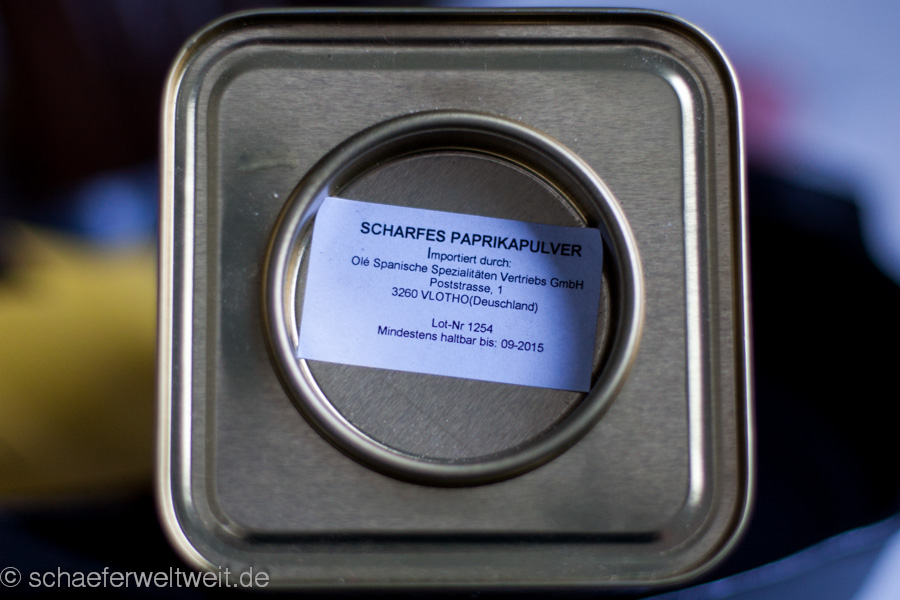 SCHARFES PAPRIKAPULVER
Importiert durch:
Olé Spanische Spezialitäten Vertriebs GmbH
Poststrasse, 1
3260 VLOTHO(Deuschland)
Lot-Nr 1254
Mindestens haltbar bis: 09-2015
© schaeferweltweit.de